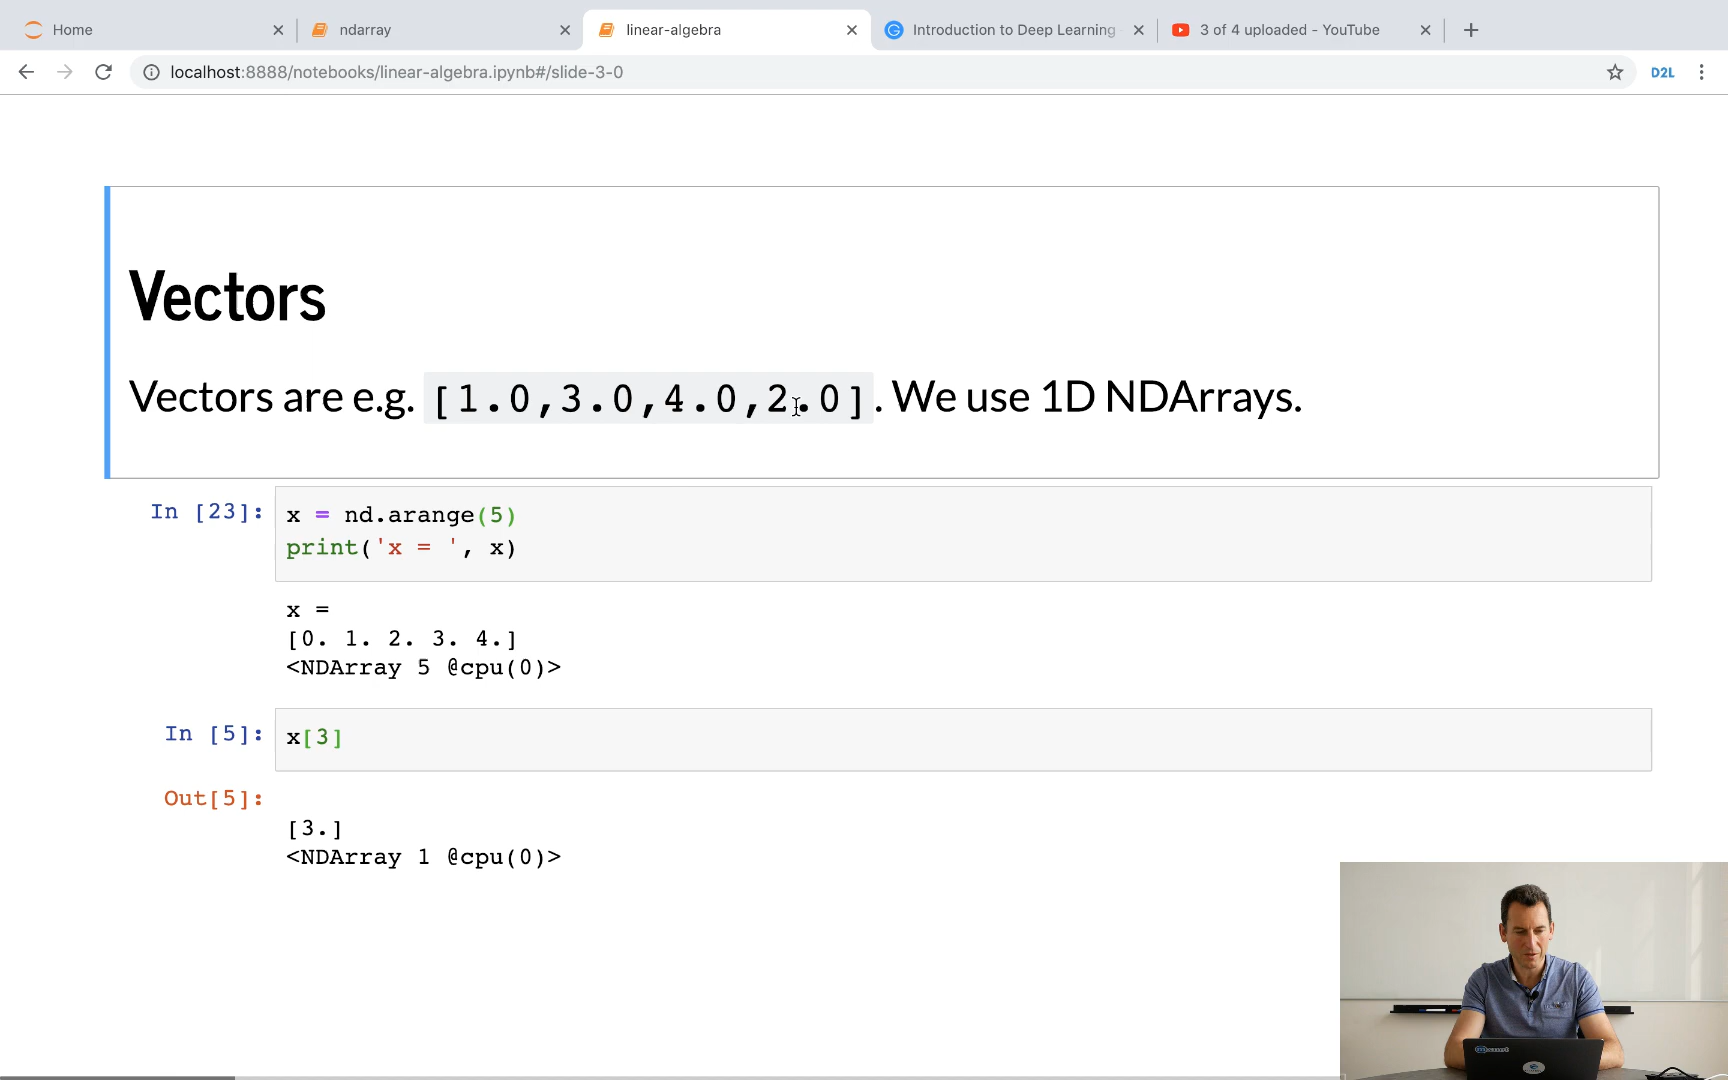 Home
ndarray
linear-algebra
Introduction to Deep Learning
3 of 4 uploaded - YouTube
localhost:8888/notebooks/linear-algebra.ipynb#/slide-3-0
D2L
Vectors
Vectors are e.g. [1.0,3.0,4.0,2.0]. We use 1D NDArrays.
In [23]: x = nd.arange(5)
print('x = ', x)
x =
[0. 1. 2. 3. 4.]
<NDArray 5 @cpu(0)>
In [5]: x[3]
Out[5]:
[3.]
<NDArray 1 @cpu(0)>